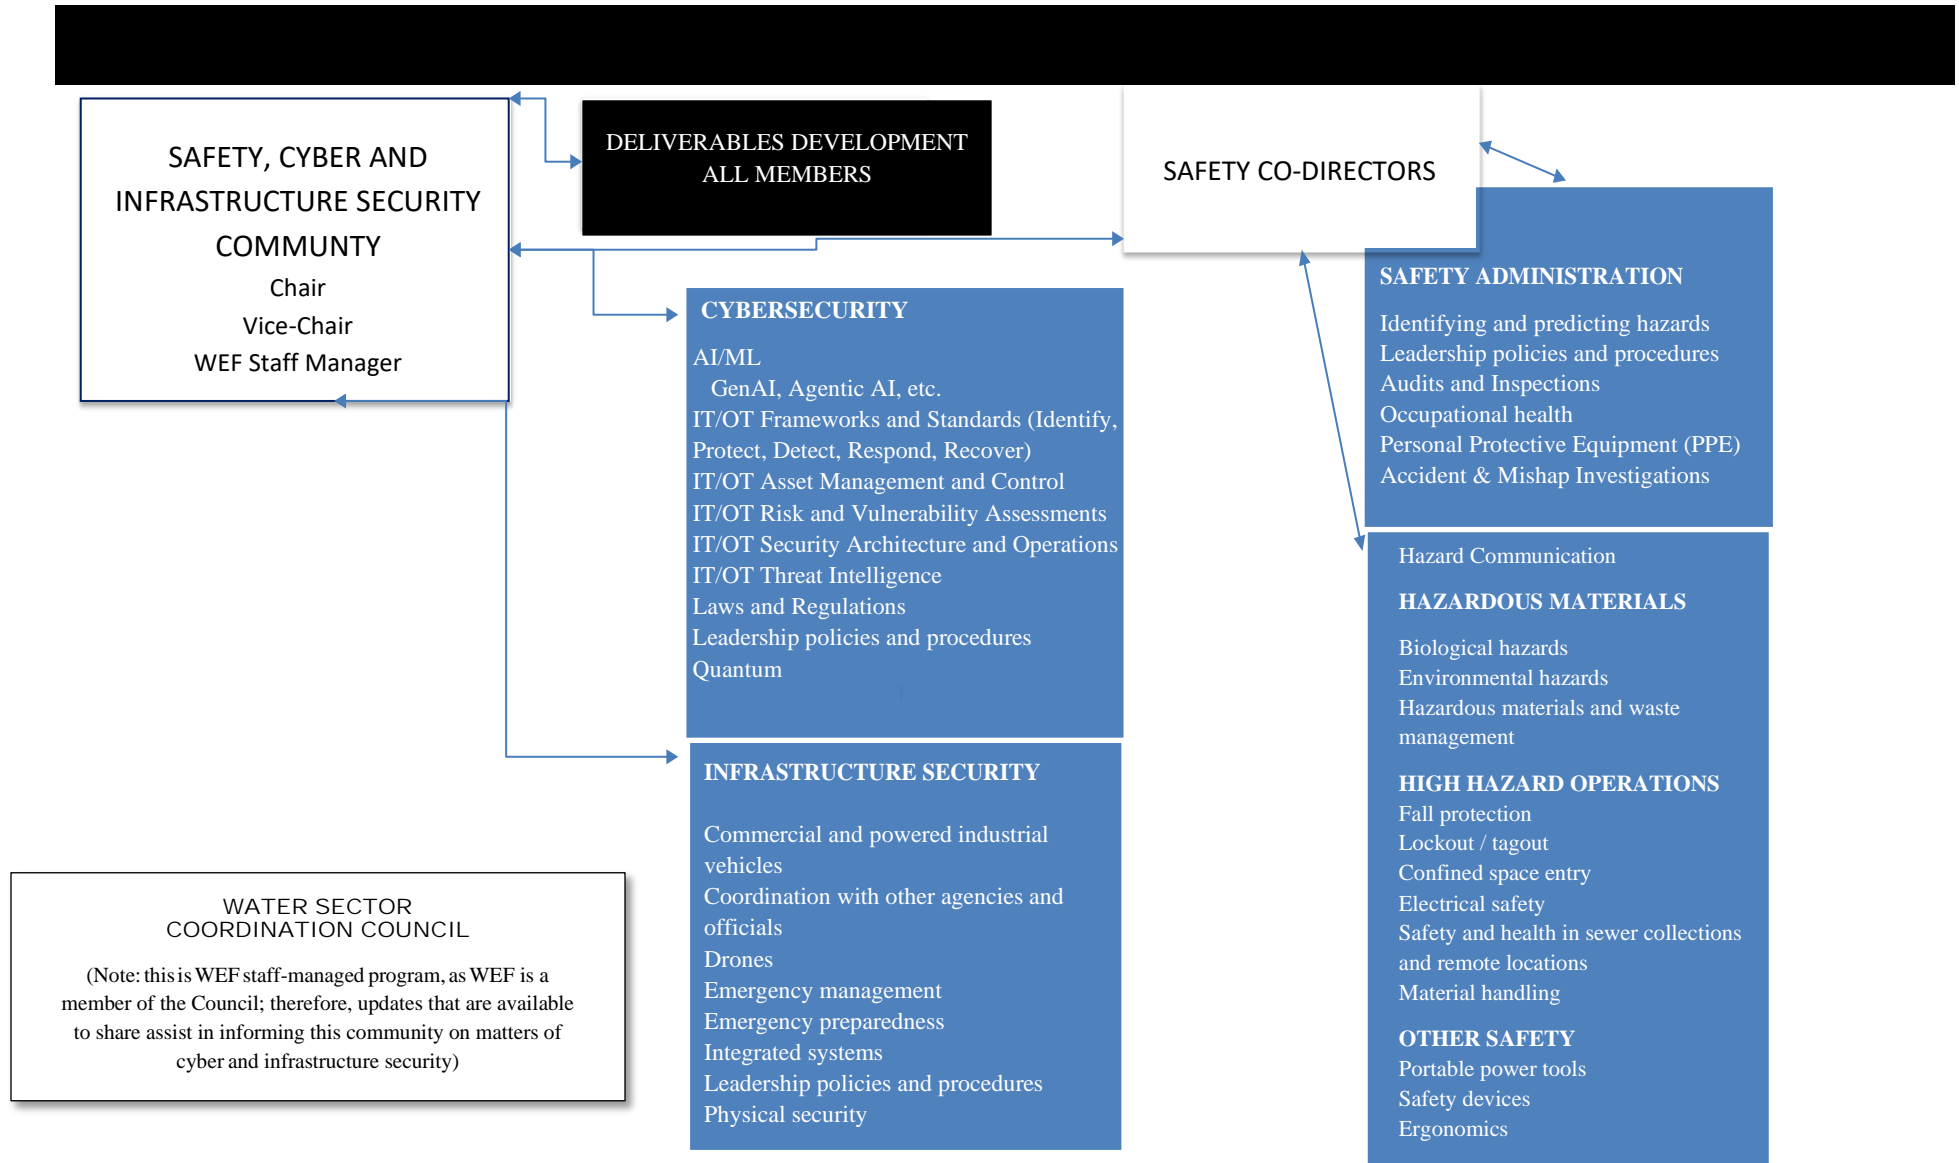 SAFETY, CYBER AND
INFRASTRUCTURE SECURITY
COMMUNTY
Chair
Vice-Chair
WEF Staff Manager
DELIVERABLES DEVELOPMENT
ALL MEMBERS
SAFETY CO-DIRECTORS
CYBERSECURITY
AI/ML
GenAI, Agentic AI, etc.
IT/OT Frameworks and Standards (Identify,
Protect, Detect, Respond, Recover)
IT/OT Asset Management and Control
IT/OT Risk and Vulnerability Assessments
IT/OT Security Architecture and Operations
IT/OT Threat Intelligence
Laws and Regulations
Leadership policies and procedures
Quantum
INFRASTRUCTURE SECURITY
Commercial and powered industrial
vehicles
Coordination with other agencies and
officials
Drones
Emergency management
Emergency preparedness
Integrated systems
Leadership policies and procedures
Physical security
SAFETY ADMINISTRATION
Identifying and predicting hazards
Leadership policies and procedures
Audits and Inspections
Occupational health
Personal Protective Equipment (PPE)
Accident & Mishap Investigations
Hazard Communication
HAZARDOUS MATERIALS
Biological hazards
Environmental hazards
Hazardous materials and waste
management
HIGH HAZARD OPERATIONS
Fall protection
Lockout / tagout
Confined space entry
Electrical safety
Safety and health in sewer collections
and remote locations
Material handling
OTHER SAFETY
Portable power tools
Safety devices
Ergonomics
WATER SECTOR
COORDINATION COUNCIL
(Note: this is WEF staff-managed program, as WEF is a
member of the Council; therefore, updates that are available
to share assist in informing this community on matters of
cyber and infrastructure security)